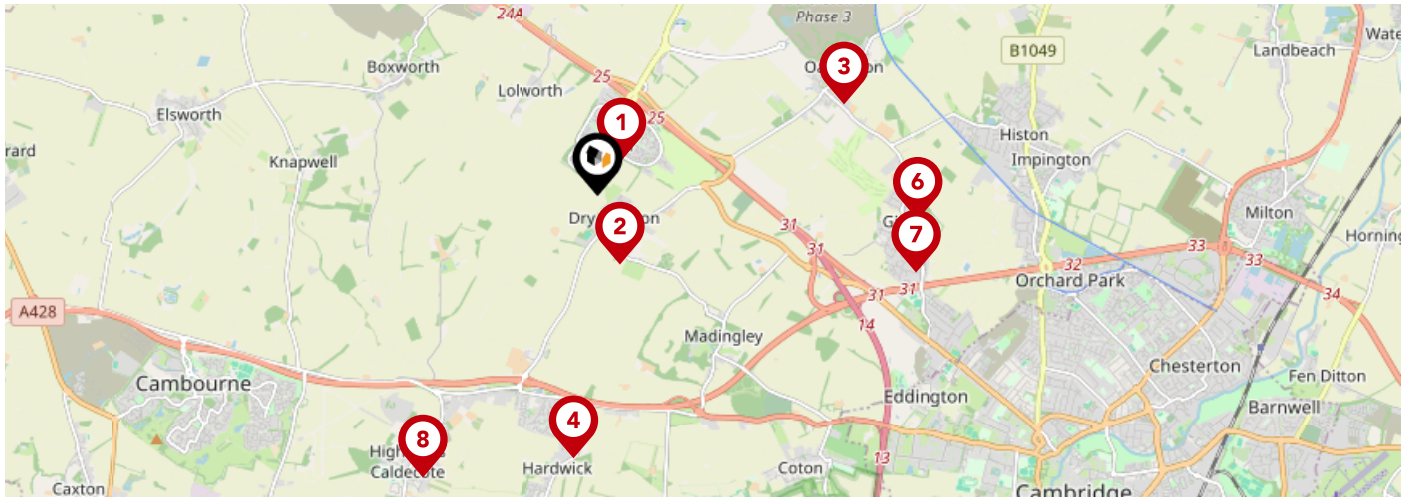 24A
Phase 3
B1049
Landbeach
Boxworth
25
Lolworth
3
Elsworth
25
1
Histon
Knapwell
Impington
6
Milton
2
7
31
31
33
32
33
31
31
Orchard Park
34
A428
14
Madingley
Chesterton
Cambourne
Fen Ditton
Eddington
Barnwell
4
8
13
Hardwick
Coton
Caldecote
Caxton
Cambridge